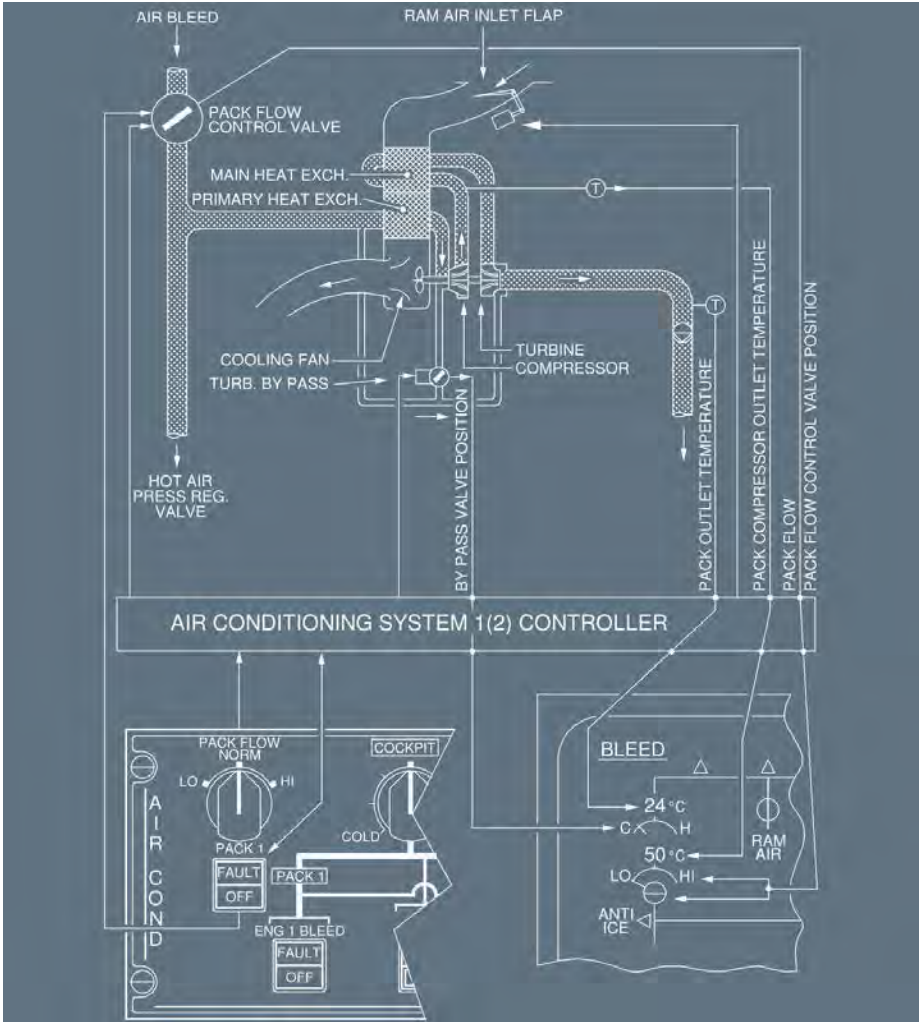 AIR BLEED
RAM AIR INLET FLAP
PACK FLOW
CONTROL VALVE
MAIN HEAT EXCH.
PRIMARY HEAT EXCH.
T
T
COOLING FAN
TURB. BY PASS
TURBINE
COMPRESSOR
HOT AIR
PRESS REG.
VALVE
BY PASS VALVE POSITION
PACK OUTLET TEMPERATURE
PACK COMPRESSOR OUTLET TEMPERATURE
PACK FLOW
PACK FLOW CONTROL VALVE POSITION
AIR CONDITIONING SYSTEM 1(2) CONTROLLER
AIR COND
PACK FLOW
NORM
LO
HI
PACK 1
FAULT
OFF
COCKPIT
COLD
PACK 1
ENG 1 BLEED
FAULT
OFF
BLEED
24 °C
C
H
50 °C
LO
HI
RAM
AIR
ANTI
ICE